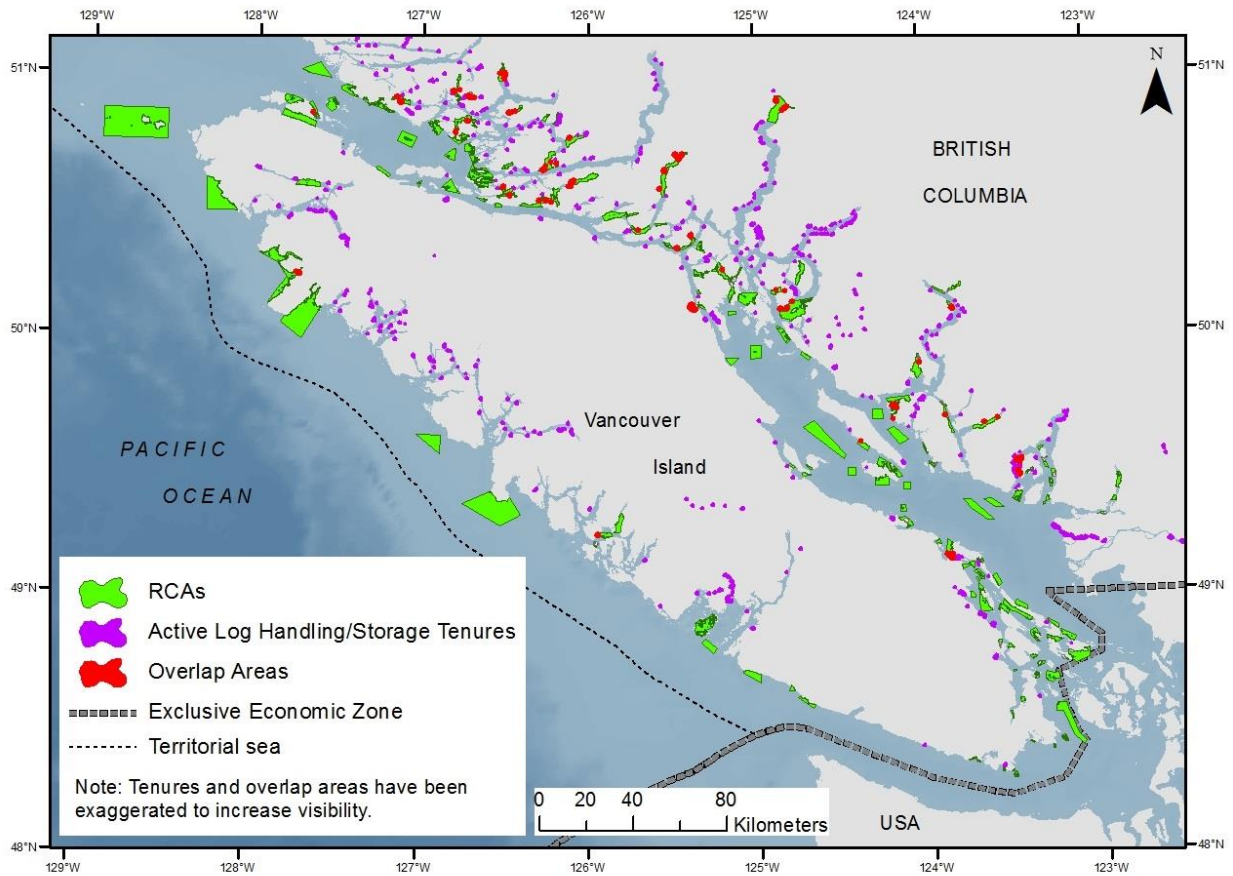 129°W 128°W 127°W 126°W 125°W 124°W 123°W
N
51°N 51°N
BRITISH
COLUMBIA
50°N 50°N
Vancouver
Island
PACIFIC
OCEAN
49°N 49°N
RCAs
Active Log Handling/Storage Tenures
Overlap Areas
Exclusive Economic Zone
Territorial sea
Note: Tenures and overlap areas have been
exaggerated to increase visibility.
0 20 40 80
Kilometers
USA
48°N 48°N
129°W 128°W 127°W 126°W 125°W 124°W 123°W